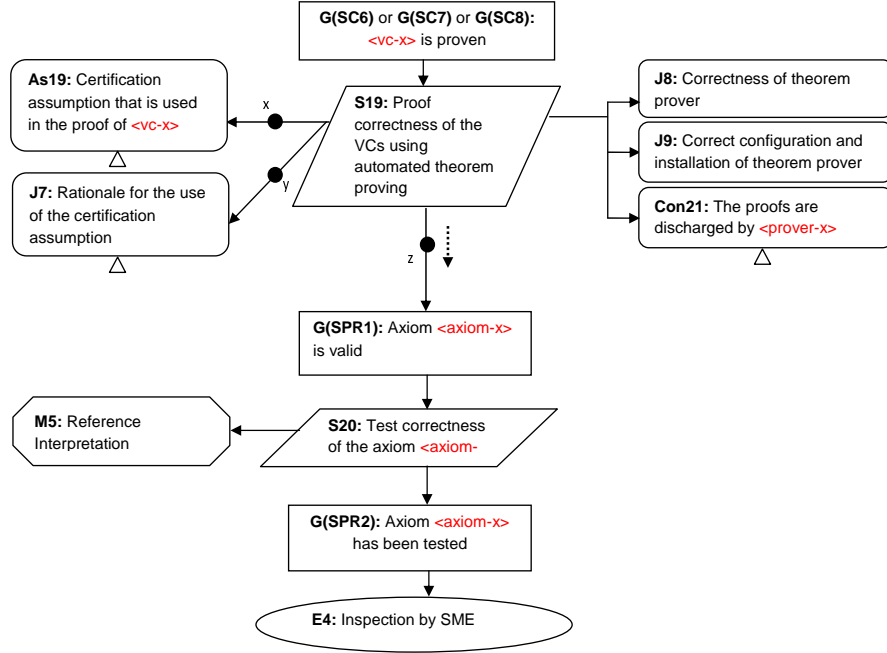 G(SC6) or G(SC7) or G(SC8):
<vc-x> is proven
As19: Certification
assumption that is used
in the proof of <vc-x>
x
S19: Proof
correctness of the
VCs using
automated theorem
proving
J8: Correctness of theorem
prover
J9: Correct configuration and
installation of theorem prover
J7: Rationale for the use
of the certification
assumption
y
Con21: The proofs are
discharged by <prover-x>
z
G(SPR1): Axiom <axiom-x>
is valid
M5: Reference
Interpretation
S20: Test correctness
of the axiom <axiom-
G(SPR2): Axiom <axiom-x>
has been tested
E4: Inspection by SME